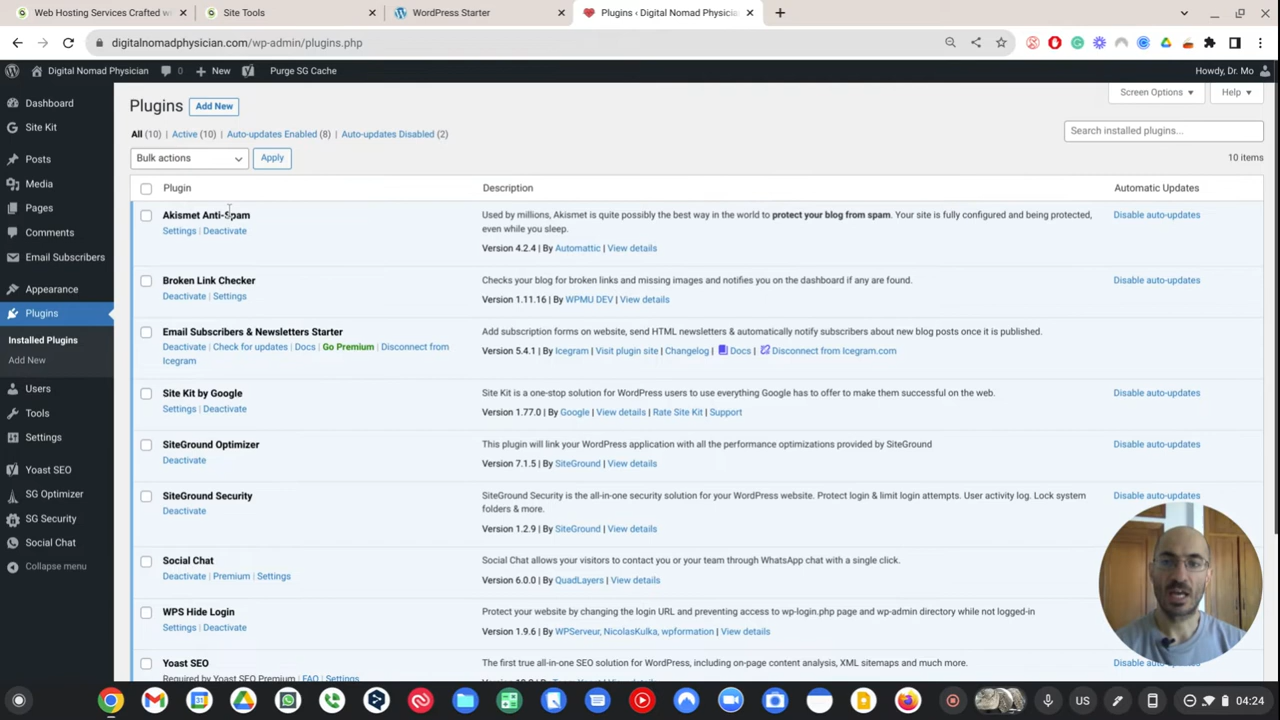 Web Hosting Services Crafted w
Site Tools
WordPress Starter
Plugins ‹ Digital Nomad Physician
digitalnomadphysician.com/wp-admin/plugins.php
Digital Nomad Physician 0 New Purge SG Cache Howdy, Dr. Mo
Screen Options Help
Dashboard
Site Kit
Posts
Media
Pages
Comments
Email Subscribers
Appearance
Plugins
Installed Plugins
Add New
Users
Tools
Settings
Yoast SEO
SG Optimizer
SG Security
Social Chat
Collapse menu
Plugins Add New
All (10) | Active (10) | Auto-updates Enabled (8) | Auto-updates Disabled (2)
Search installed plugins...
Bulk actions Apply
10 items
Plugin Description Automatic Updates
Akismet Anti-Spam
Settings | Deactivate
Used by millions, Akismet is quite possibly the best way in the world to protect your blog from spam. Your site is fully configured and being protected,
even while you sleep.
Version 4.2.4 | By Automattic | View details
Disable auto-updates
Broken Link Checker
Deactivate | Settings
Checks your blog for broken links and missing images and notifies you on the dashboard if any are found.
Version 1.11.16 | By WPMU DEV | View details
Disable auto-updates
Email Subscribers & Newsletters Starter
Deactivate | Check for updates | Docs | Go Premium | Disconnect from
Icegram
Add subscription forms on website, send HTML newsletters & automatically notify subscribers about new blog posts once it is published.
Version 5.4.1 | By Icegram | Visit plugin site | Changelog | Docs | Disconnect from Icegram.com
Site Kit by Google
Settings | Deactivate
Site Kit is a one-stop solution for WordPress users to use everything Google has to offer to make them successful on the web.
Version 1.77.0 | By Google | View details | Rate Site Kit | Support
Disable auto-updates
SiteGround Optimizer
Deactivate
This plugin will link your WordPress application with all the performance optimizations provided by SiteGround
Version 7.1.5 | By SiteGround | View details
Disable auto-updates
SiteGround Security
Deactivate
SiteGround Security is the all-in-one security solution for your WordPress website. Protect login & limit login attempts. User activity log. Lock system
folders & more.
Version 1.2.9 | By SiteGround | View details
Disable auto-updates
Social Chat
Deactivate | Premium | Settings
Social Chat allows your visitors to contact you or your team through WhatsApp chat with a single click.
Version 6.0.0 | By QuadLayers | View details
WPS Hide Login
Settings | Deactivate
Protect your website by changing the login URL and preventing access to wp-login.php page and wp-admin directory while not logged-in
Version 1.9.6 | By WPServeur, NicolasKulka, wpformation | View details
Yoast SEO
Required by Yoast SEO Premium | FAQ | Settings
The first true all-in-one SEO solution for WordPress, including on-page content analysis, XML sitemaps and much more.
US 04:24